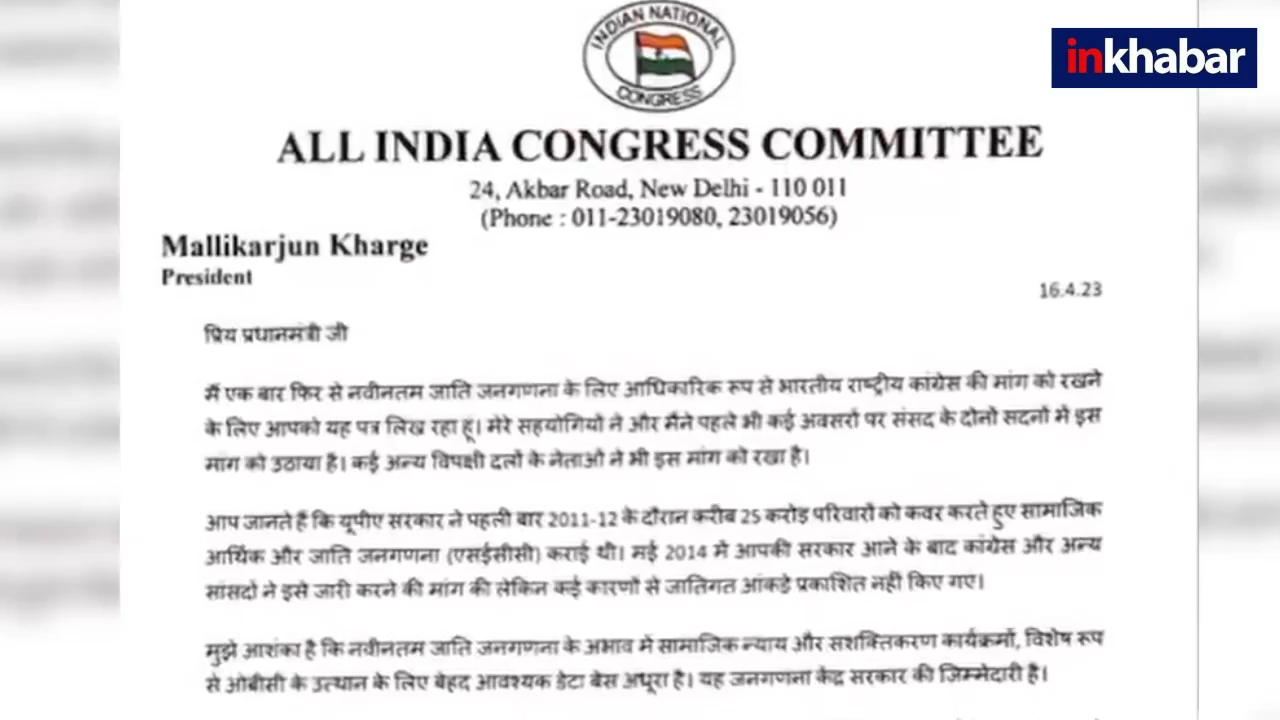 inkhabar
INDIAN NATIONAL
CONGRESS
ALL INDIA CONGRESS COMMITTEE
24, Akbar Road, New Delhi - 110 011
(Phone : 011-23019080, 23019056)
Mallikarjun Kharge
President
16.4.23
प्रिय प्रधानमंत्री जी
मैं एक बार फिर से नवीनतम जाति जनगणना के लिए आधिकारिक रूप से भारतीय राष्ट्रीय कांग्रेस की मांग को रखने
के लिए आपको यह पत्र लिख रहा हूं। मेरे सहयोगियों ने और मैंने पहले भी कई अवसरों पर संसद के दोनों सदनों में इस
मांग को उठाया है। कई अन्य विपक्षी दलों के नेताओं ने भी इस मांग को रखा है।
आप जानते हैं कि यूपीए सरकार ने पहली बार 2011-12 के दौरान करीब 25 करोड़ परिवारों को कवर करते हुए सामाजिक
आर्थिक और जाति जनगणना (एसईसीसी) कराई थी। मई 2014 में आपकी सरकार आने के बाद कांग्रेस और अन्य
सांसदों ने इसे जारी करने की मांग की लेकिन कई कारणों से जातिगत आंकड़े प्रकाशित नहीं किए गए।
मुझे आशंका है कि नवीनतम जाति जनगणना के अभाव में सामाजिक न्याय और सशक्तिकरण कार्यक्रमों, विशेष रूप
से ओबीसी के उत्थान के लिए बेहद आवश्यक डेटा बेस अधूरा है। यह जनगणना केंद्र सरकार की जिम्मेदारी है।